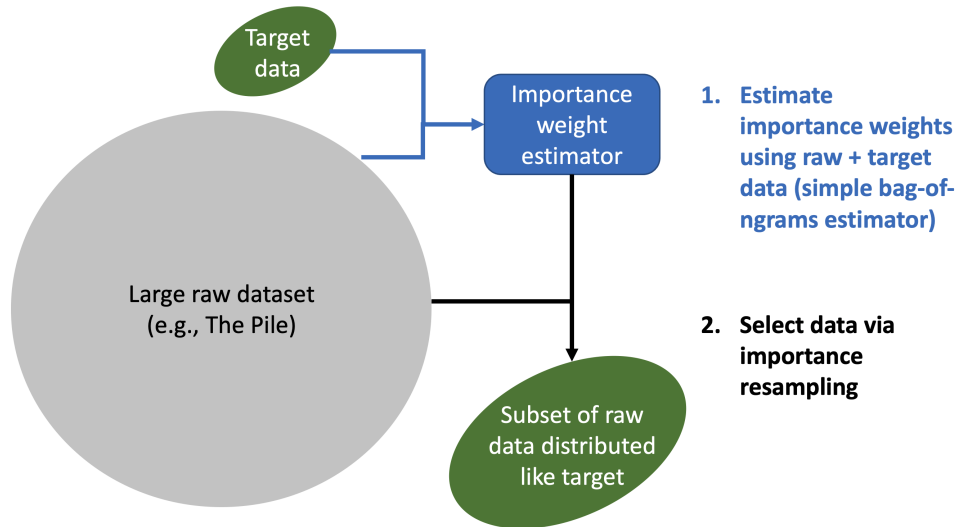 Target
data
Importance
weight
estimator
1. Estimate
importance weights
using raw + target
data (simple bag-of-
ngrams estimator)
Large raw dataset
(e.g., The Pile)
2. Select data via
importance
resampling
Subset of raw
data distributed
like target